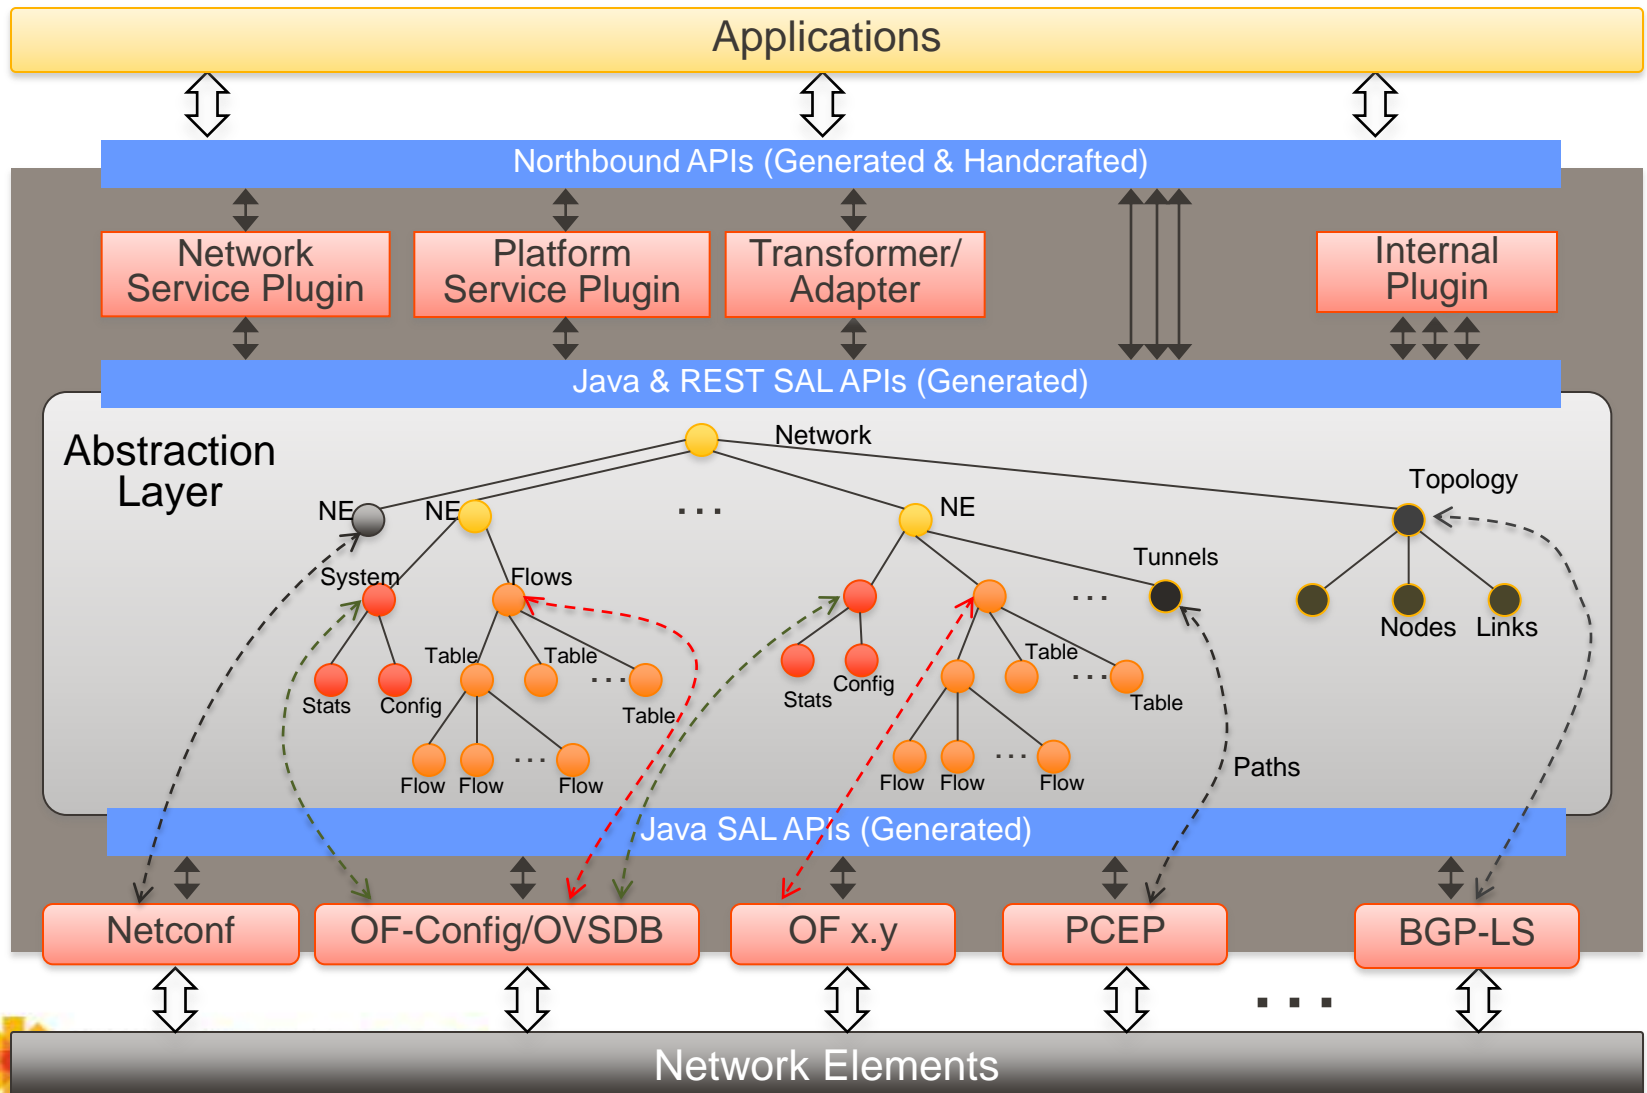 Applications
Northbound APIs (Generated & Handcrafted)
Network
Service Plugin
Platform
Service Plugin
Transformer/
Adapter
Internal
Plugin
Java & REST SAL APIs (Generated)
Abstraction
Layer
Network
Topology
NE
NE
...
NE
System
Flows
Tunnels
...
Nodes
Links
Table
Table
...
Table
Stats
Config
Table
...
Table
Stats
Config
Flow
Flow
...
Flow
Flow
Flow
...
Flow
Paths
Java SAL APIs (Generated)
Netconf
OF-Config/OVSDB
OF x.y
PCEP
BGP-LS
...
Network Elements